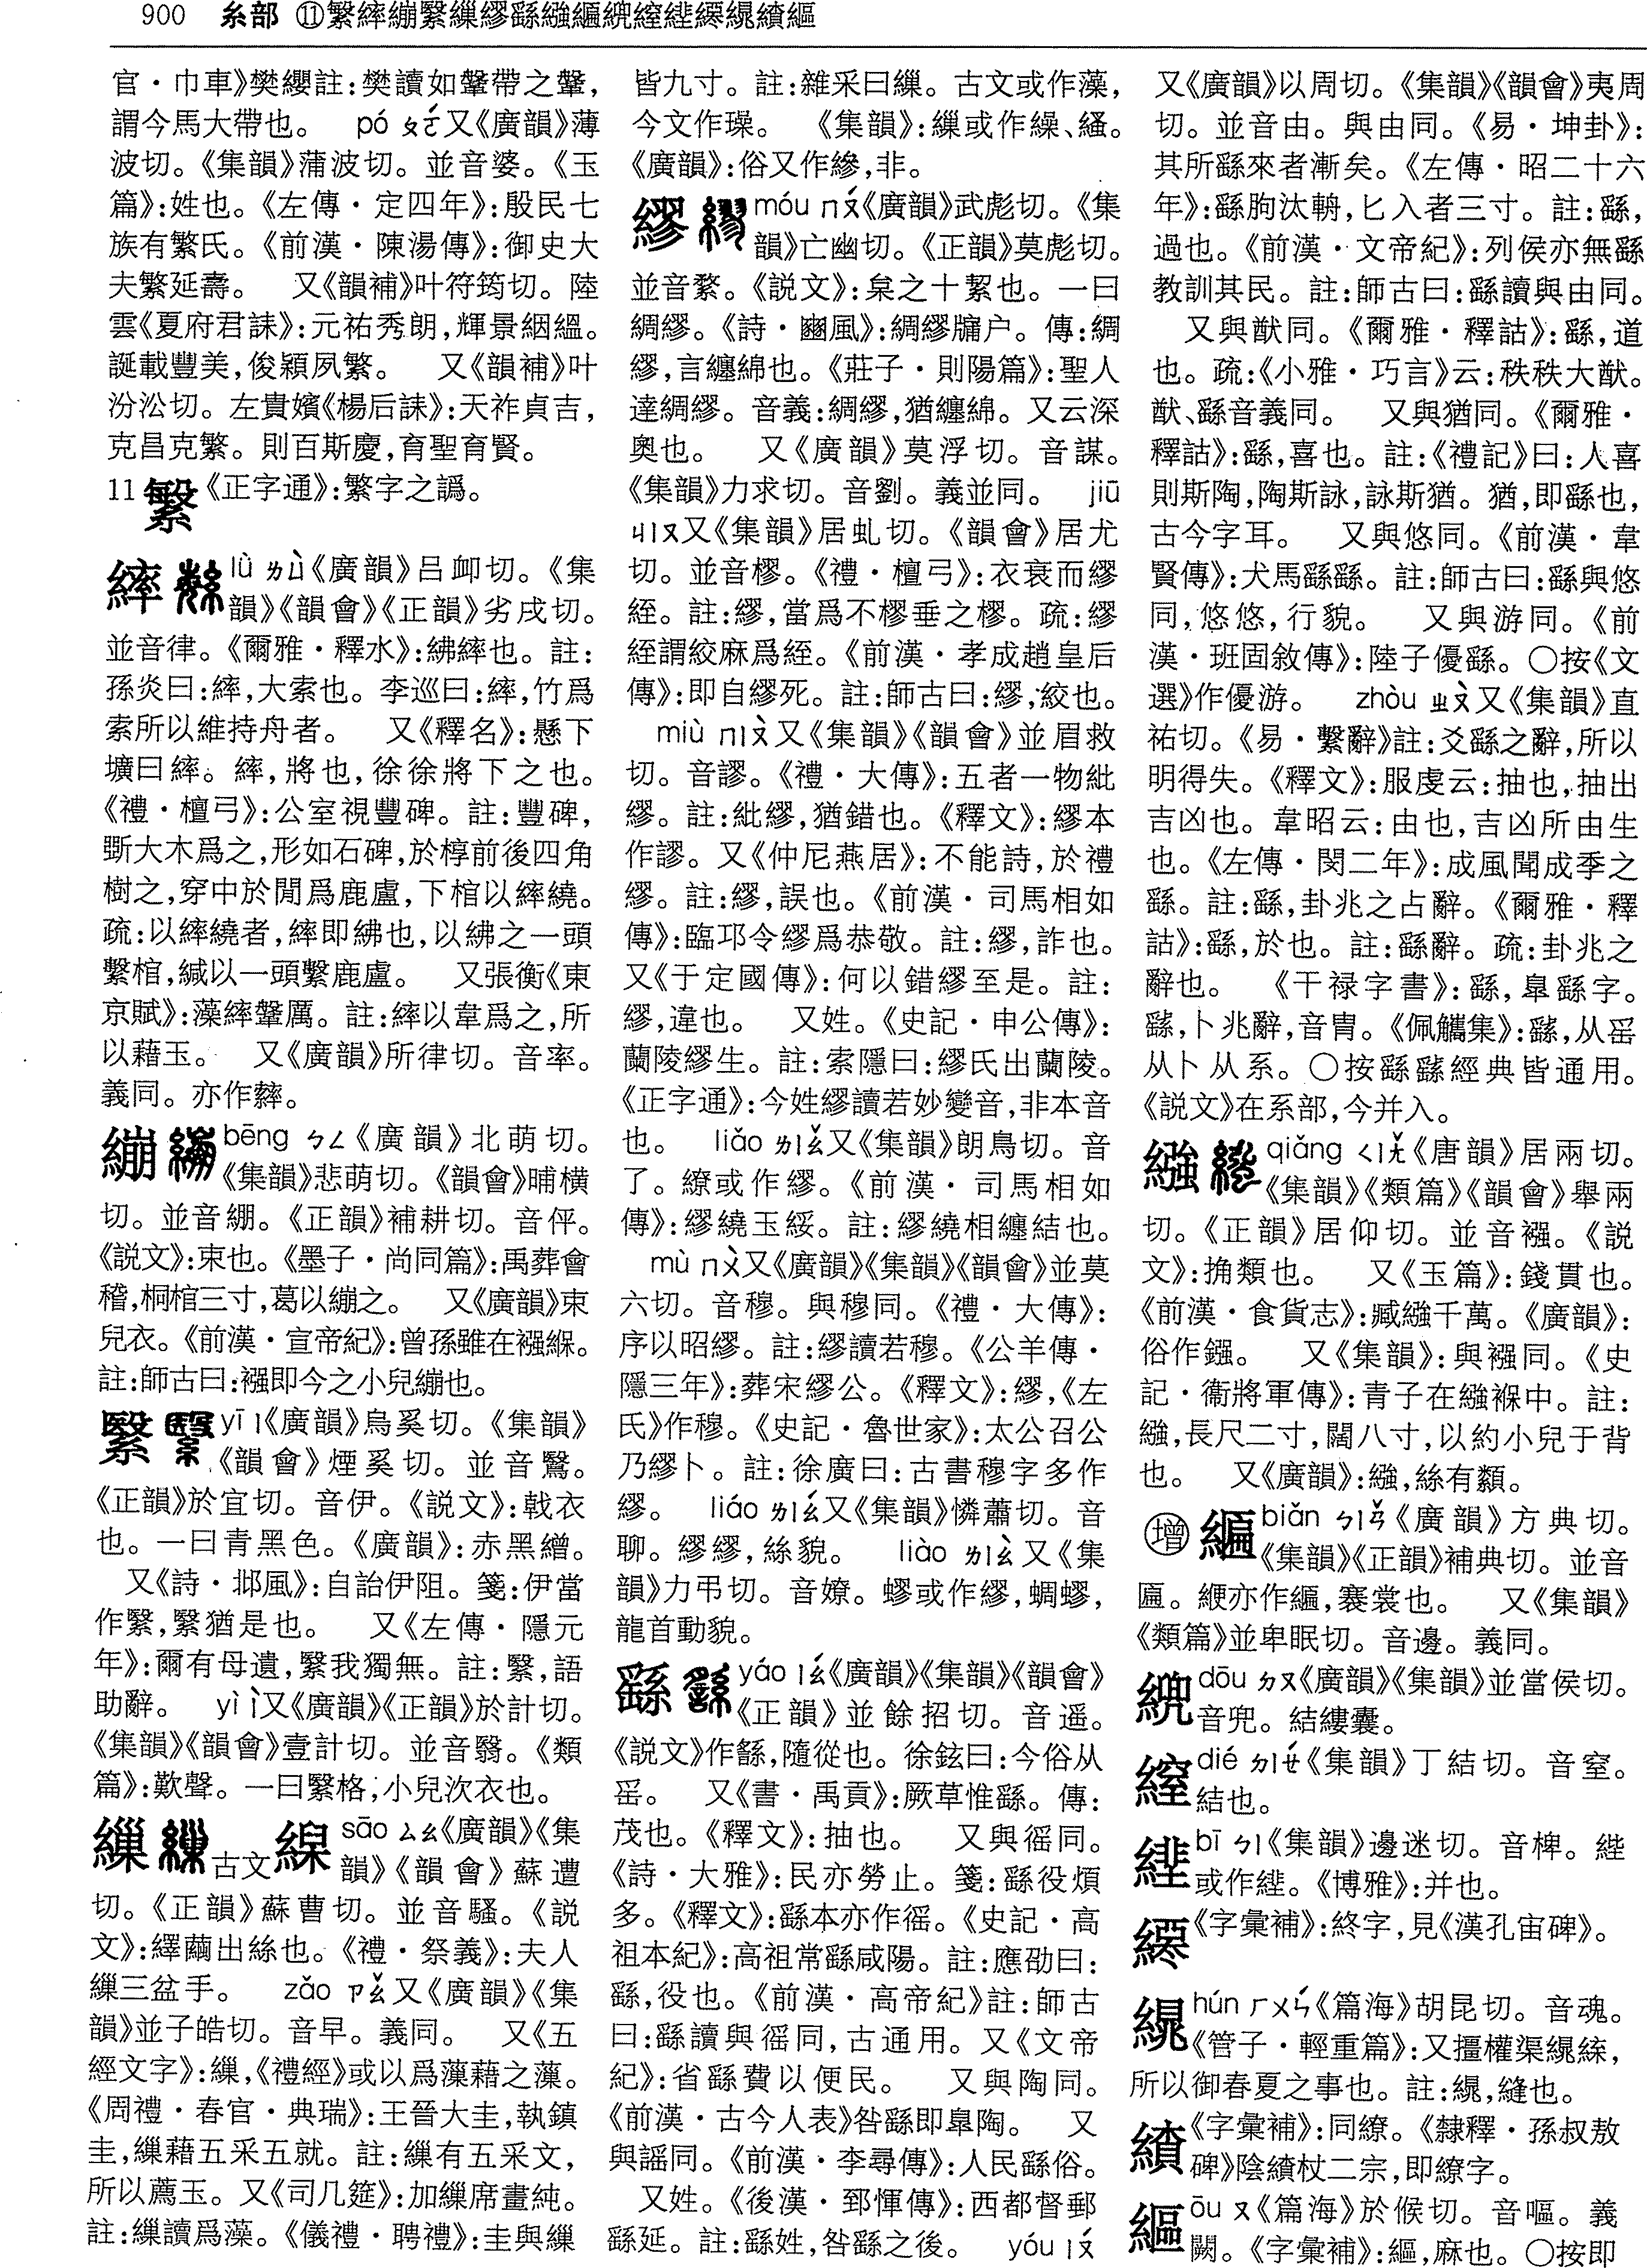 900 糸部 ⑪繫繂繃繄繅繆繇繈
官·巾車》樊纓註:樊讀如鞶帶之鞶,
謂今馬大帶也。 pó ㄆㄛˊ又《廣韻》薄
波切。《集韻》蒲波切。並音婆。《玉
篇》:姓也。《左傳·定四年》:殷民七
族有繁氏。《前漢·陳湯傳》:御史大
夫繁延壽。 又《韻補》叶符筠切。陸
雲《夏府君誄》:元祐秀朗,輝景絪緼。
誕載豐美,俊穎夙繁。 又《韻補》叶
汾沁切。左貴嬪《楊后誄》:天祚貞吉,
克昌克繁。則百斯慶,育聖育賢。
11 《正字通》:繁字之譌。
繂 lǜ ㄌㄩˋ《廣韻》呂卹切。《集
韻》《韻會》《正韻》劣戌切。
並音律。《爾雅·釋水》:紼繂也。註:
孫炎曰:繂,大索也。李巡曰:繂,竹爲
索所以維持舟者。 又《釋名》:懸下
壙曰繂。繂,將也,徐徐將下之也。
《禮·檀弓》:公室視豐碑。註:豐碑,
斲大木爲之,形如石碑,於椁前後四角
樹之,穿中於閒爲鹿盧,下棺以繂繞。
疏:以繂繞者,繂即紼也,以紼之一頭
繫棺,緘以一頭繫鹿盧。 又張衡《東
京賦》:藻繂鞶厲。註:繂以韋爲之,所
以藉玉。 又《廣韻》所律切。音率。
義同。亦作
繃 bēng ㄅㄥ《廣韻》北萌切。
《集韻》悲萌切。《韻會》晡橫
切。並音綳。《正韻》補耕切。音伻。
《説文》:束也。《墨子·尚同篇》:禹葬會
稽,桐棺三寸,葛以繃之。 又《廣韻》束
兒衣。《前漢·宣帝紀》:曾孫雖在襁緥。
註:師古曰:襁即今之小兒繃也。
繄 yī ㄧ《廣韻》烏奚切。《集韻》
《韻會》煙奚切。並音鷖。
《正韻》於宜切。音伊。《説文》:戟衣
也。一曰青黑色。《廣韻》:赤黑繒。
又《詩·邶風》:自詒伊阻。箋:伊當
作繄,繄猶是也。 又《左傳·隱元
年》:爾有母遺,繄我獨無。註:繄,語
助辭。 yì ㄧˋ又《廣韻》《正韻》於計切。
《集韻》《韻會》壹計切。並音翳。《類
篇》:歎聲。一曰繄格,小兒次衣也。
繅 古文 sāo ㄙㄠ《廣韻》《集
韻》《韻會》蘇遭
切。《正韻》蘇曹切。並音騷。《説
文》:繹繭出絲也。《禮·祭義》:夫人
繅三盆手。 zǎo ㄗㄠˇ又《廣韻》《集
韻》並子皓切。音早。義同。 又《五
經文字》:繅,《禮經》或以爲薻藉之薻。
《周禮·春官·典瑞》:王晉大圭,執鎮
圭,繅藉五采五就。註:繅有五采文,
所以薦玉。又《司几筵》:加繅席畫純。
註:繅讀爲藻。《儀禮·聘禮》:圭與繅
皆九寸。註:雜采曰繅。古文或作藻,
今文作璪。 《集韻》:繅或作繰、縿。
《廣韻》:俗又作縿,非。
繆 móu ㄇㄡˊ《廣韻》武彪切。《集
韻》亡幽切。《正韻》莫彪切。
並音繆。《説文》:枲之十絜也。一曰
綢繆。《詩·豳風》:綢繆牖户。傳:綢
繆,言纏綿也。《莊子·則陽篇》:聖人
達綢繆。音義:綢繆,猶纏綿。又云深
奧也。 又《廣韻》莫浮切。音謀。
《集韻》力求切。音劉。義並同。 jiū
ㄐㄧㄡ又《集韻》居虬切。《韻會》居尤
切。並音樛。《禮·檀弓》:衣衰而繆
絰。註:繆,當爲不樛垂之樛。疏:繆
絰謂絞麻爲絰。《前漢·孝成趙皇后
傳》:即自繆死。註:師古曰:繆,絞也。
miù ㄇㄧㄡˋ又《集韻》《韻會》並眉救
切。音謬。《禮·大傳》:五者一物紕
繆。註:紕繆,猶錯也。《釋文》:繆本
作謬。又《仲尼燕居》:不能詩,於禮
繆。註:繆,誤也。《前漢·司馬相如
傳》:臨邛令繆爲恭敬。註:繆,詐也。
又《于定國傳》:何以錯繆至是。註:
繆,違也。 又姓。《史記·申公傳》:
蘭陵繆生。註:索隱曰:繆氏出蘭陵。
《正字通》:今姓繆讀若妙變音,非本音
也。 liǎo ㄌㄧㄠˇ又《集韻》朗鳥切。音
了。繚或作繆。《前漢·司馬相如
傳》:繆繞玉綏。註:繆繞相纏結也。
mù ㄇㄨˋ又《廣韻》《集韻》《韻會》並莫
六切。音穆。與穆同。《禮·大傳》:
序以昭繆。註:繆讀若穆。《公羊傳·
隱三年》:葬宋繆公。《釋文》:繆,《左
氏》作穆。《史記·魯世家》:太公召公
乃繆卜。註:徐廣曰:古書穆字多作
繆。 liáo ㄌㄧㄠˊ又《集韻》憐蕭切。音
聊。繆繆,絲貌。 liào ㄌㄧㄠˋ又《集
韻》力弔切。音嫽。蟉或作繆,蜩蟉,
龍首動貌。
繇 yáo ㄧㄠˊ《廣韻》《集韻》《韻會》
《正韻》並餘招切。音遥。
《説文》作䌛,隨從也。徐鉉曰:今俗从
䍃。 又《書·禹貢》:厥草惟繇。傳:
茂也。《釋文》:抽也。 又與徭同。
《詩·大雅》:民亦勞止。箋:繇役煩
多。《釋文》:繇本亦作徭。《史記·高
祖本紀》:高祖常繇咸陽。註:應劭曰:
繇,役也。《前漢·高帝紀》註:師古
曰:繇讀與徭同,古通用。又《文帝
紀》:省繇費以便民。 又與陶同。
《前漢·古今人表》咎繇即皐陶。 又
與謡同。《前漢·李尋傳》:人民繇俗。
又姓。《後漢·郅惲傳》:西都督郵
繇延。註:繇姓,咎繇之後。 yóu ㄧㄡˊ
又《廣韻》以周切。《集韻》《韻會》夷周
切。並音由。與由同。《易·坤卦》:
其所繇來者漸矣。《左傳·昭二十六
年》:繇朐汰輈,匕入者三寸。註:繇,
過也。《前漢·文帝紀》:列侯亦無繇
教訓其民。註:師古曰:繇讀與由同。
又與猷同。《爾雅·釋詁》:繇,道
也。疏:《小雅·巧言》云:秩秩大猷。
猷、繇音義同。 又與猶同。《爾雅·
釋詁》:繇,喜也。註:《禮記》曰:人喜
則斯陶,陶斯詠,詠斯猶。猶,即繇也,
古今字耳。 又與悠同。《前漢·韋
賢傳》:犬馬繇繇。註:師古曰:繇與悠
同,悠悠,行貌。 又與游同。《前
漢·班固敘傳》:陸子優繇。○按《文
選》作優游。 zhòu ㄓㄡˋ又《集韻》直
祐切。《易·繫辭》註:爻繇之辭,所以
明得失。《釋文》:服虔云:抽也,抽出
吉凶也。韋昭云:由也,吉凶所由生
也。《左傳·閔二年》:成風聞成季之
繇。註:繇,卦兆之占辭。《爾雅·釋
詁》:繇,於也。註:繇辭。疏:卦兆之
辭也。 《干禄字書》:繇,臯繇字。
卜兆辭,音胄。《佩觿集》:从䍃
从卜从系。○按繇經典皆通用。
《説文》在系部,今并入。
繈 qiǎng ㄑㄧㄤˇ《唐韻》居兩切。
《集韻》《類篇》《韻會》舉兩
切。《正韻》居仰切。並音襁。《説
文》:觕纇也。 又《玉篇》:錢貫也。
《前漢·食貨志》:臧繈千萬。《廣韻》:
俗作鏹。 又《集韻》:與襁同。《史
記·衞將軍傳》:青子在繈褓中。註:
繈,長尺二寸,闊八寸,以約小兒于背
也。 又《廣韻》:繈,絲有纇。
增 biǎn ㄅㄧㄢˇ《廣韻》方典切。
《集韻》《正韻》補典切。並音
匾。緶亦作,褰裳也。 又《集韻》
《類篇》並卑眠切。音邊。義同。
dōu ㄉㄡ《廣韻》《集韻》並當侯切。
音兜。結縷囊。
dié ㄉㄧㄝˊ《集韻》丁結切。音窒。
結也。
bī ㄅㄧ《集韻》邊迷切。音椑。
或作。《博雅》:并也。
《字彙補》:終字,見《漢孔宙碑》。
hún ㄏㄨㄣˊ《篇海》胡昆切。音魂。
《管子·輕重篇》:又橿權渠,
所以御春夏之事也。註:縫也。
《字彙補》:同繚。《隸釋·孫叔敖
碑》陰杖二宗,即繚字。
ōu ㄡ《篇海》於候切。音嘔。義
闕。《字彙補》:麻也。○按即